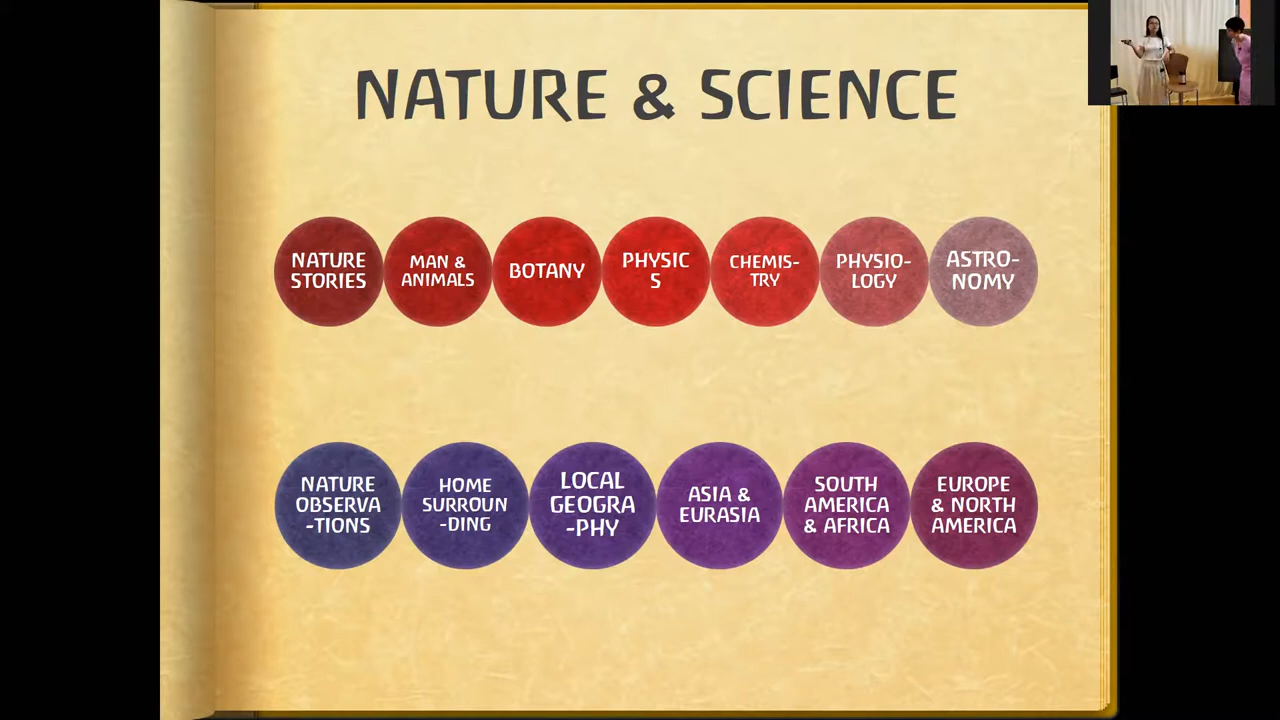 NATURE & SCIENCE
NATURE
STORIES
MAN &
ANIMALS
BOTANY
PHYSIC
S
CHEMIS-
TRY
PHYSIO-
LOGY
ASTRO-
NOMY
NATURE
OBSERVA
-TIONS
HOME
SURROUN
-DING
LOCAL
GEOGRA
-PHY
ASIA &
EURASIA
SOUTH
AMERICA
& AFRICA
EUROPE
& NORTH
AMERICA